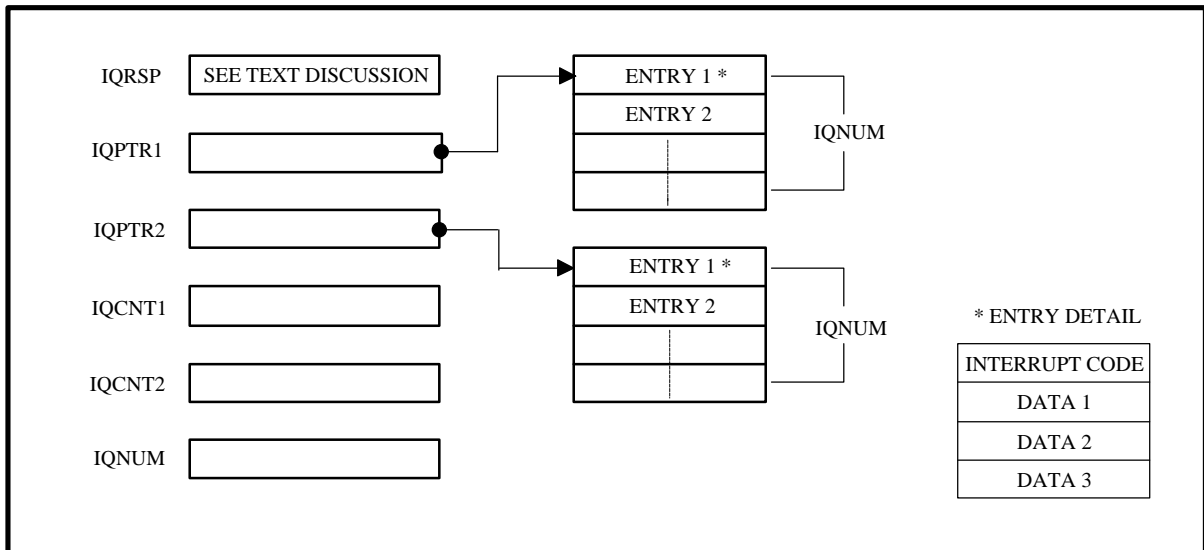 IQRSP
SEE TEXT DISCUSSION
IQPTR1
IQPTR2
IQCNT1
IQCNT2
IQNUM
ENTRY 1 *
ENTRY 2
IQNUM
ENTRY 1 *
ENTRY 2
IQNUM
* ENTRY DETAIL
INTERRUPT CODE
DATA 1
DATA 2
DATA 3